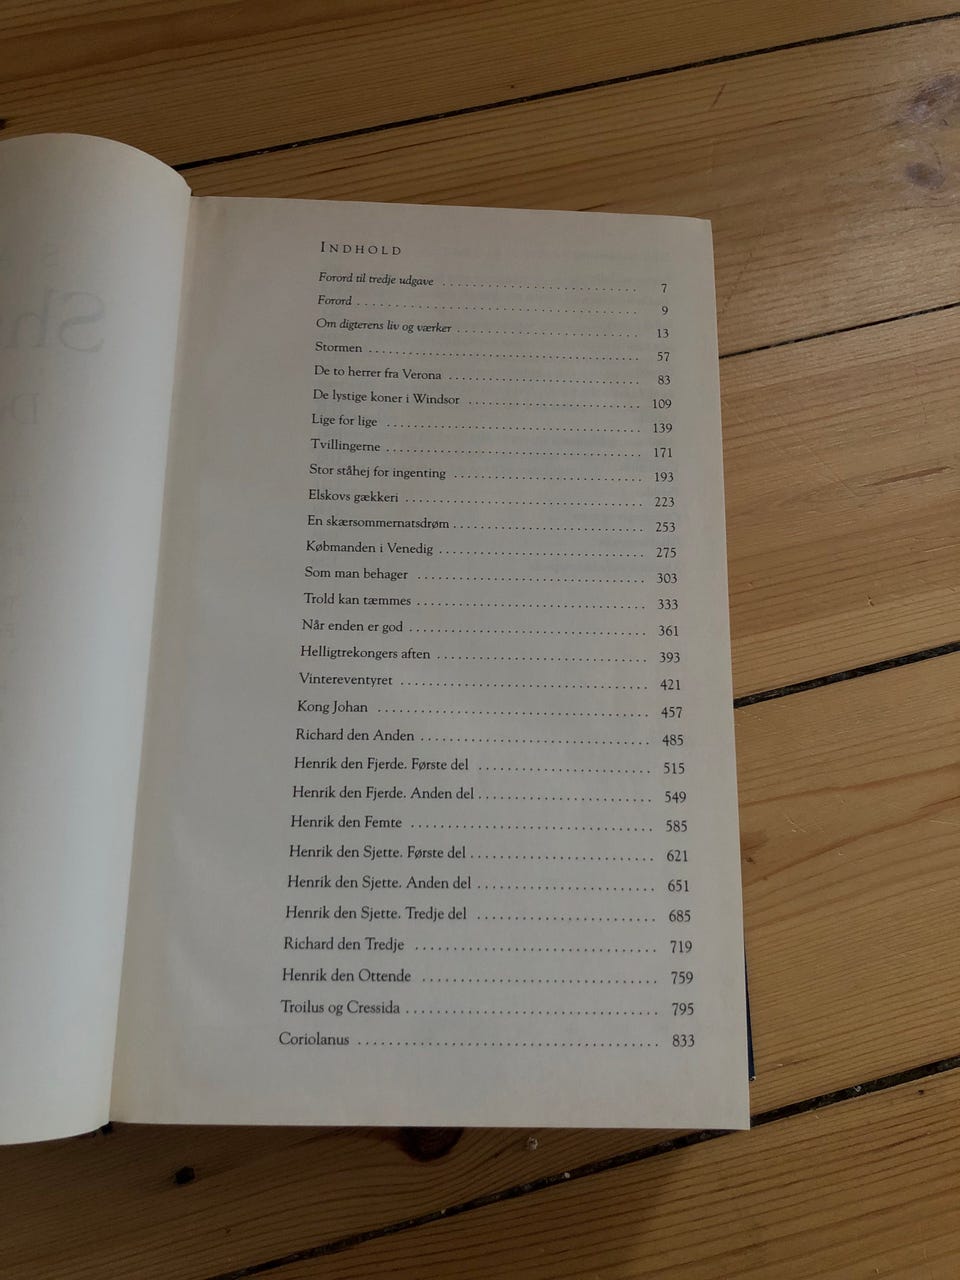 INDHOLD
Forord til tredje udgave ........................... 7
Forord ..................................... 9
Om digterens liv og værker ......................... 13
Stormen .................................... 57
De to herrer fra Verona ........................... 83
De lystige koner i Windsor ........................ 109
Lige for lige ................................. 139
Tvillingerne ................................. 171
Stor ståhej for ingenting .......................... 193
Elskovs gækkeri ............................... 223
En skærsommernatsdrøm .......................... 253
Købmanden i Venedig ............................ 275
Som man behager .............................. 303
Trold kan tæmmes .............................. 333
Når enden er god ............................... 361
Helligtrekongers aften ............................ 393
Vintereventyret ................................ 421
Kong Johan ................................... 457
Richard den Anden .............................. 485
Henrik den Fjerde. Første del ....................... 515
Henrik den Fjerde. Anden del ....................... 549
Henrik den Femte ............................... 585
Henrik den Sjette. Første del ........................ 621
Henrik den Sjette. Anden del ........................ 651
Henrik den Sjette. Tredje del ........................ 685
Richard den Tredje ............................... 719
Henrik den Ottende .............................. 759
Troilus og Cressida ................................ 795
Coriolanus ...................................... 833